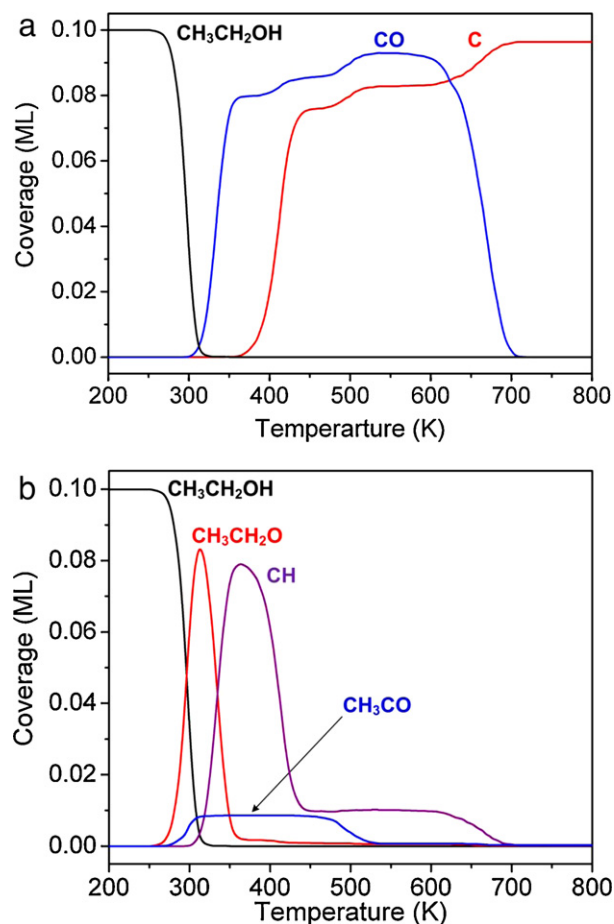 a
CH₃CH₂OH CO C
0.10
0.08
0.06
0.04
0.02
0.00
Coverage (ML)
200 300 400 500 600 700 800
Temperarture (K)
b
CH₃CH₂OH
CH₃CH₂O
CH
CH₃CO
0.10
0.08
0.06
0.04
0.02
0.00
Coverage (ML)
200 300 400 500 600 700 800
Temperature (K)